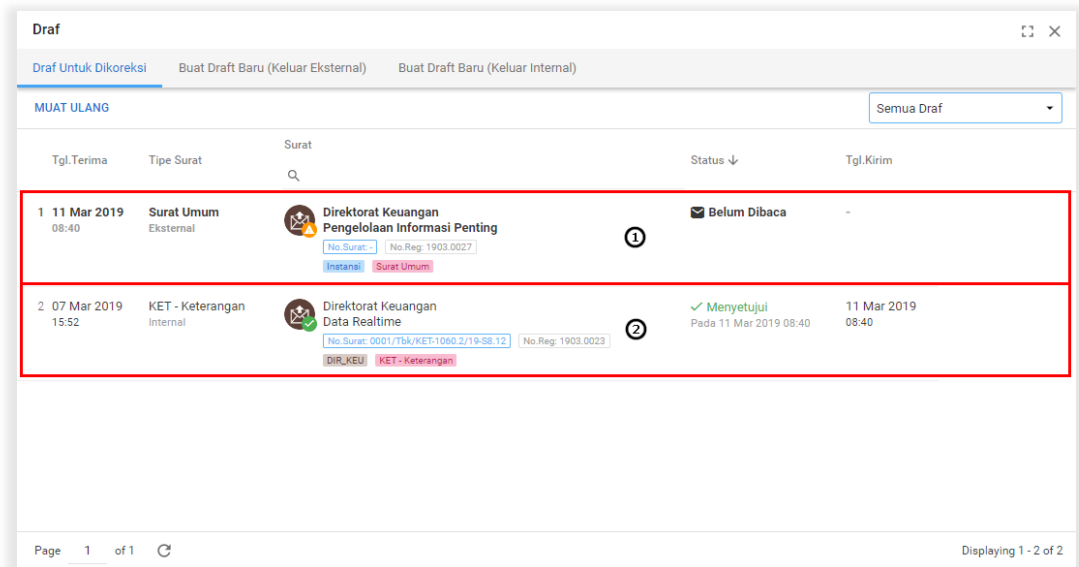 Draf
Draf Untuk Dikoreksi Buat Draft Baru (Keluar Eksternal) Buat Draft Baru (Keluar Internal)
MUAT ULANG Semua Draf
Tgl.Terima Tipe Surat Surat Status Tgl.Kirim
1 11 Mar 2019 Surat Umum Direktorat Keuangan Belum Dibaca -
08:40 Eksternal Pengelolaan Informasi Penting ①
No.Surat: - No.Reg: 1903.0027
Instansi Surat Umum
2 07 Mar 2019 KET - Keterangan Direktorat Keuangan Menyetujui 11 Mar 2019
15:52 Internal Data Realtime ② Pada 11 Mar 2019 08:40 08:40
No.Surat: 0001/Tbk/KET-1060.2/19-S8.12 No.Reg: 1903.0023
DIR_KEU KET - Keterangan
Page 1 of 1 Displaying 1 - 2 of 2